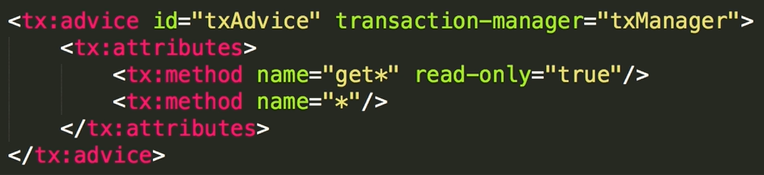 <tx:advice id="txAdvice" transaction-manager="txManager">
    <tx:attributes>
        <tx:method name="get*" read-only="true"/>
        <tx:method name="*"/>
    </tx:attributes>
</tx:advice>